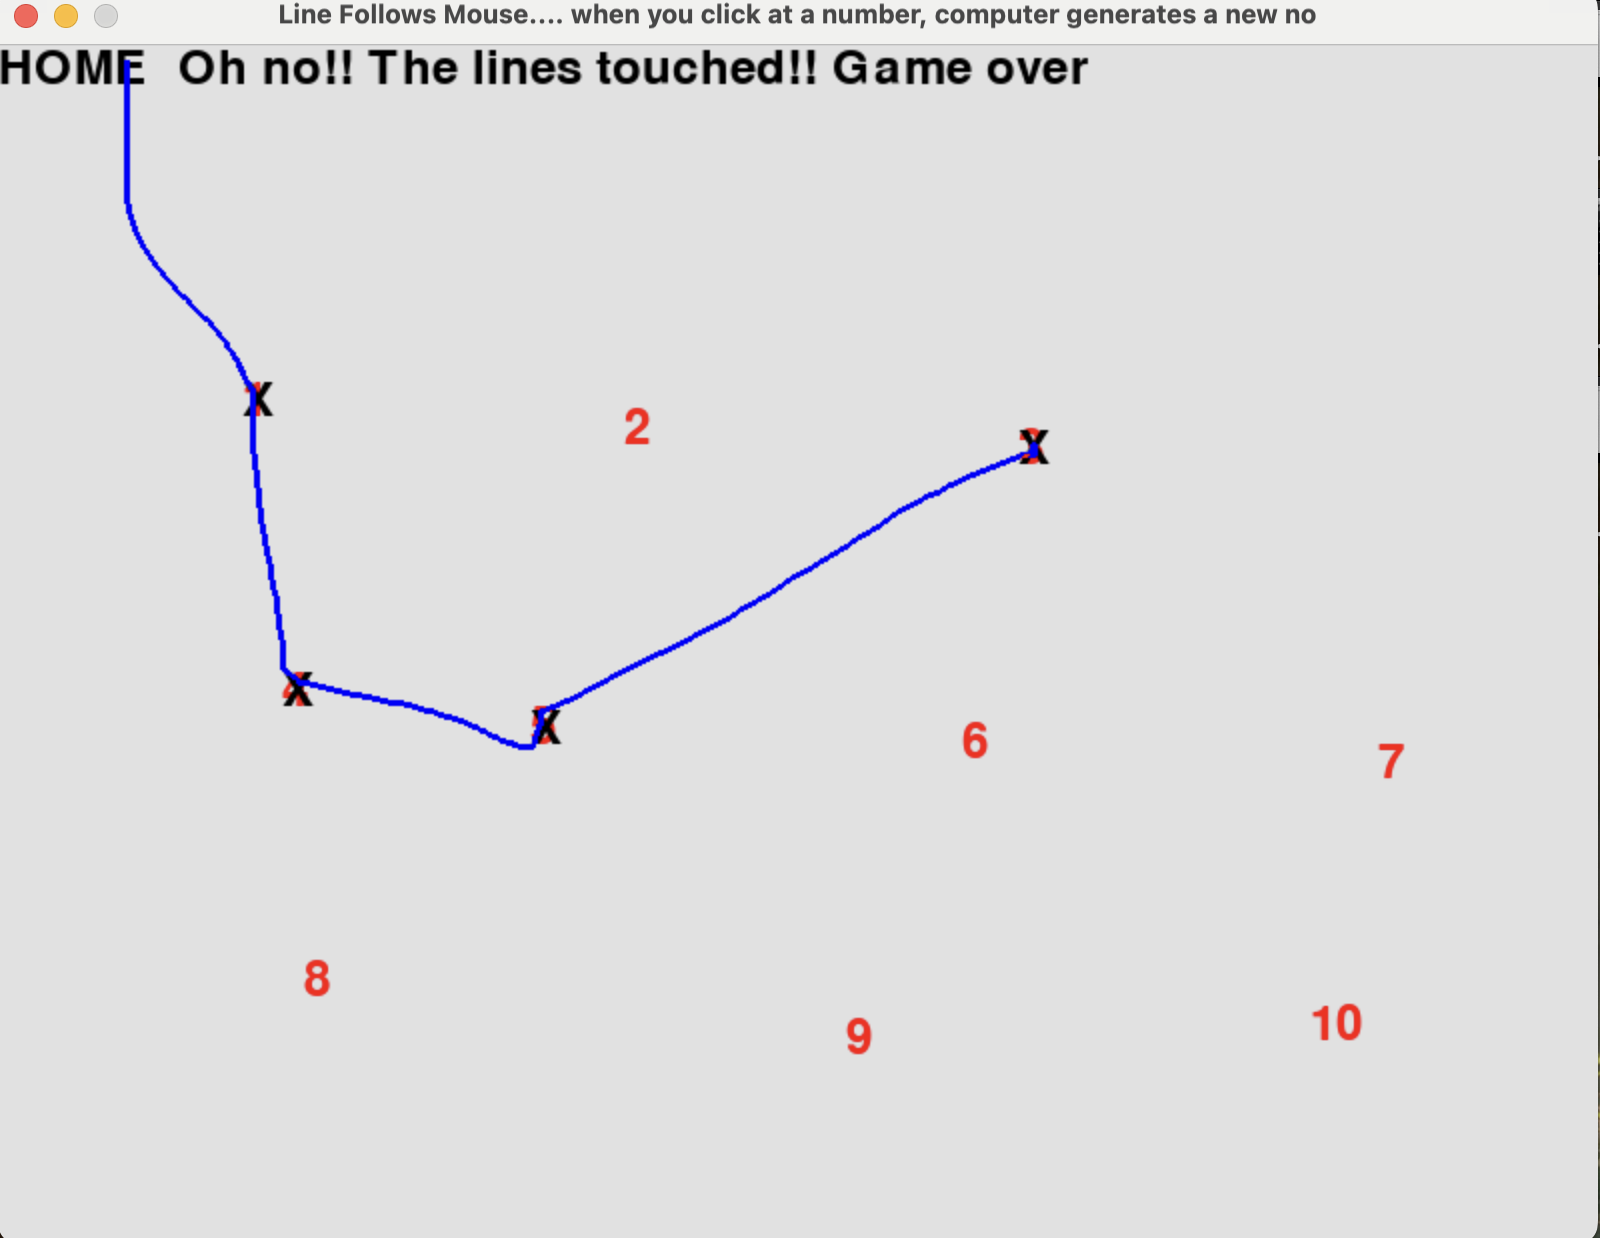 Line Follows Mouse.... when you click at a number, computer generates a new no
HOME Oh no!! The lines touched!! Game over
X
2
X
X
X
6
7
8
9
10